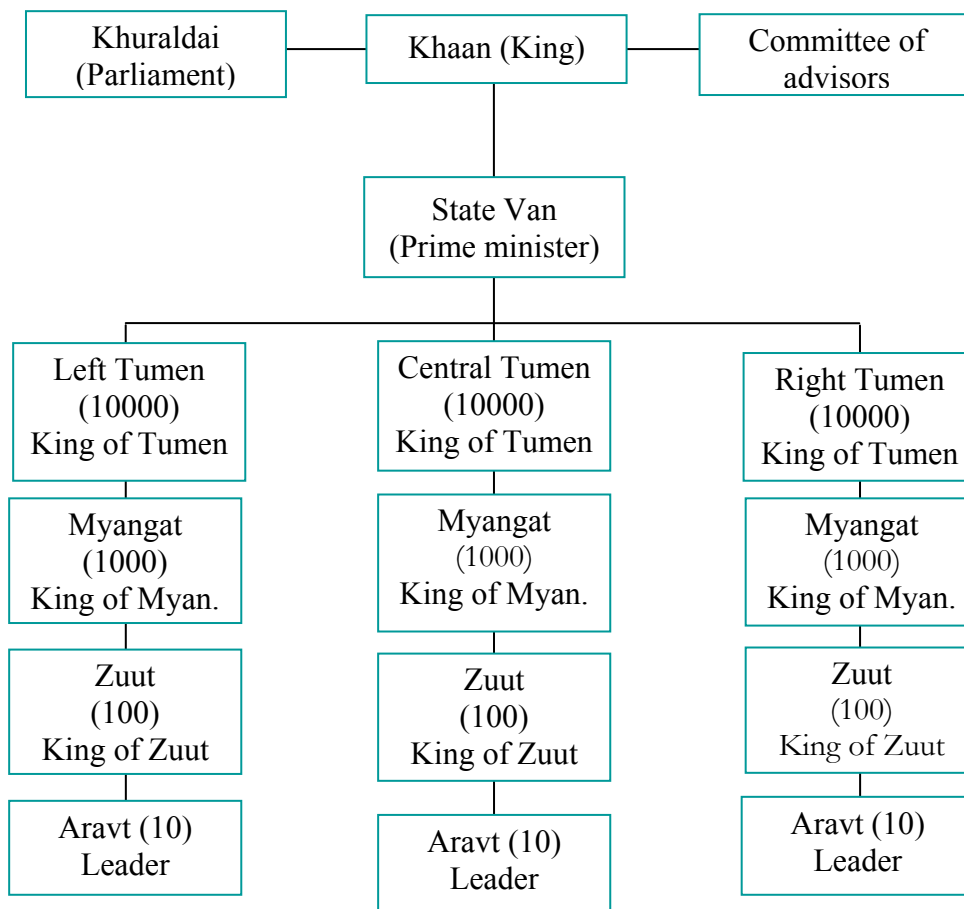 Khuraldai
(Parliament)
Khaan (King)
Committee of
advisors
State Van
(Prime minister)
Left Tumen
(10000)
King of Tumen
Central Tumen
(10000)
King of Tumen
Right Tumen
(10000)
King of Tumen
Myangat
(1000)
King of Myan.
Myangat
(1000)
King of Myan.
Myangat
(1000)
King of Myan.
Zuut
(100)
King of Zuut
Zuut
(100)
King of Zuut
Zuut
(100)
King of Zuut
Aravt (10)
Leader
Aravt (10)
Leader
Aravt (10)
Leader